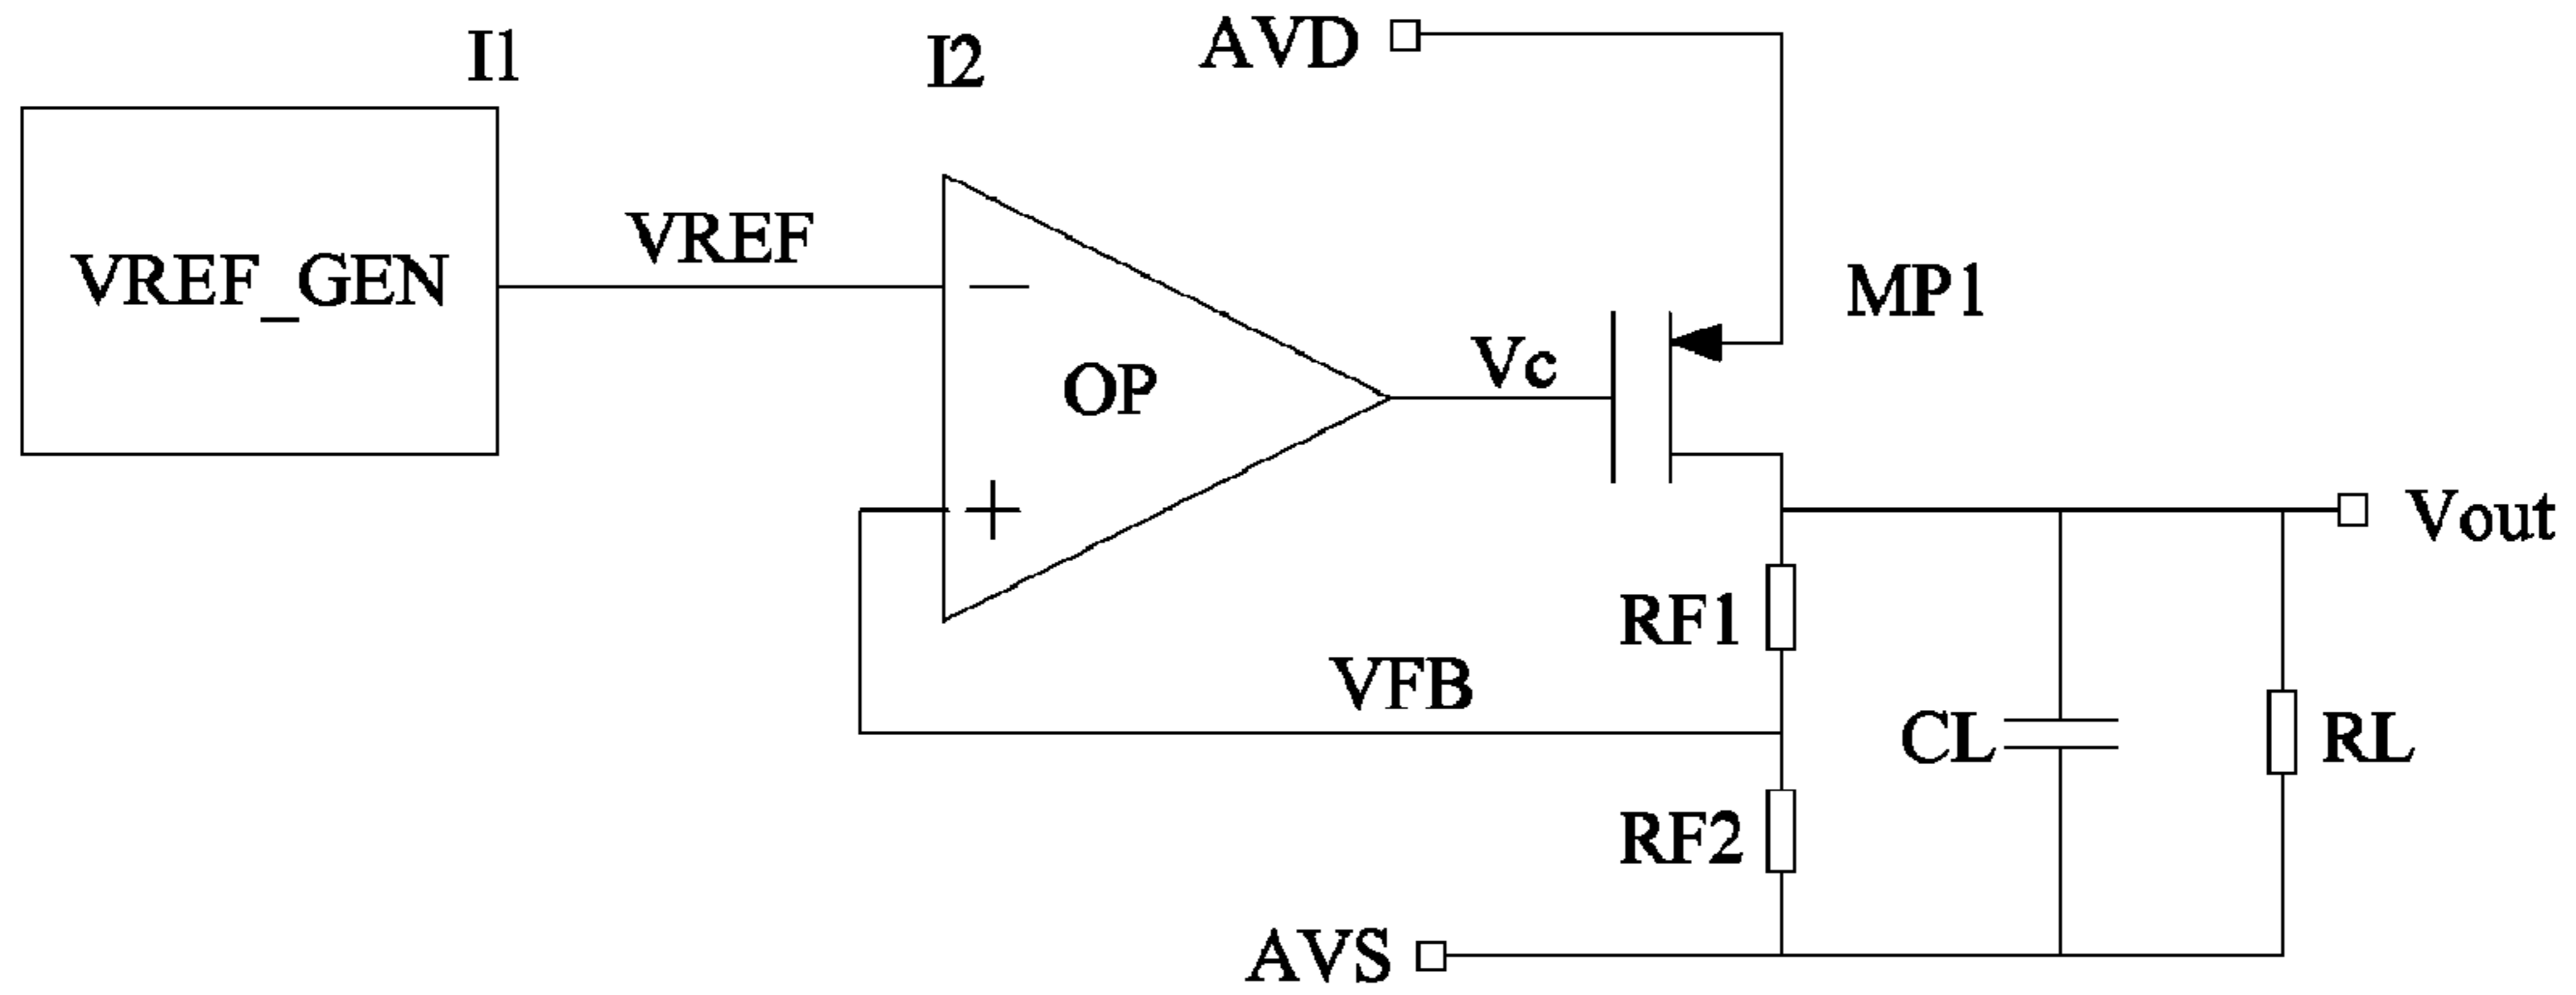 I1
I2
AVD
VREF_GEN
VREF
−
OP
+
Vc
MP1
Vout
RF1
VFB
CL
RL
RF2
AVS